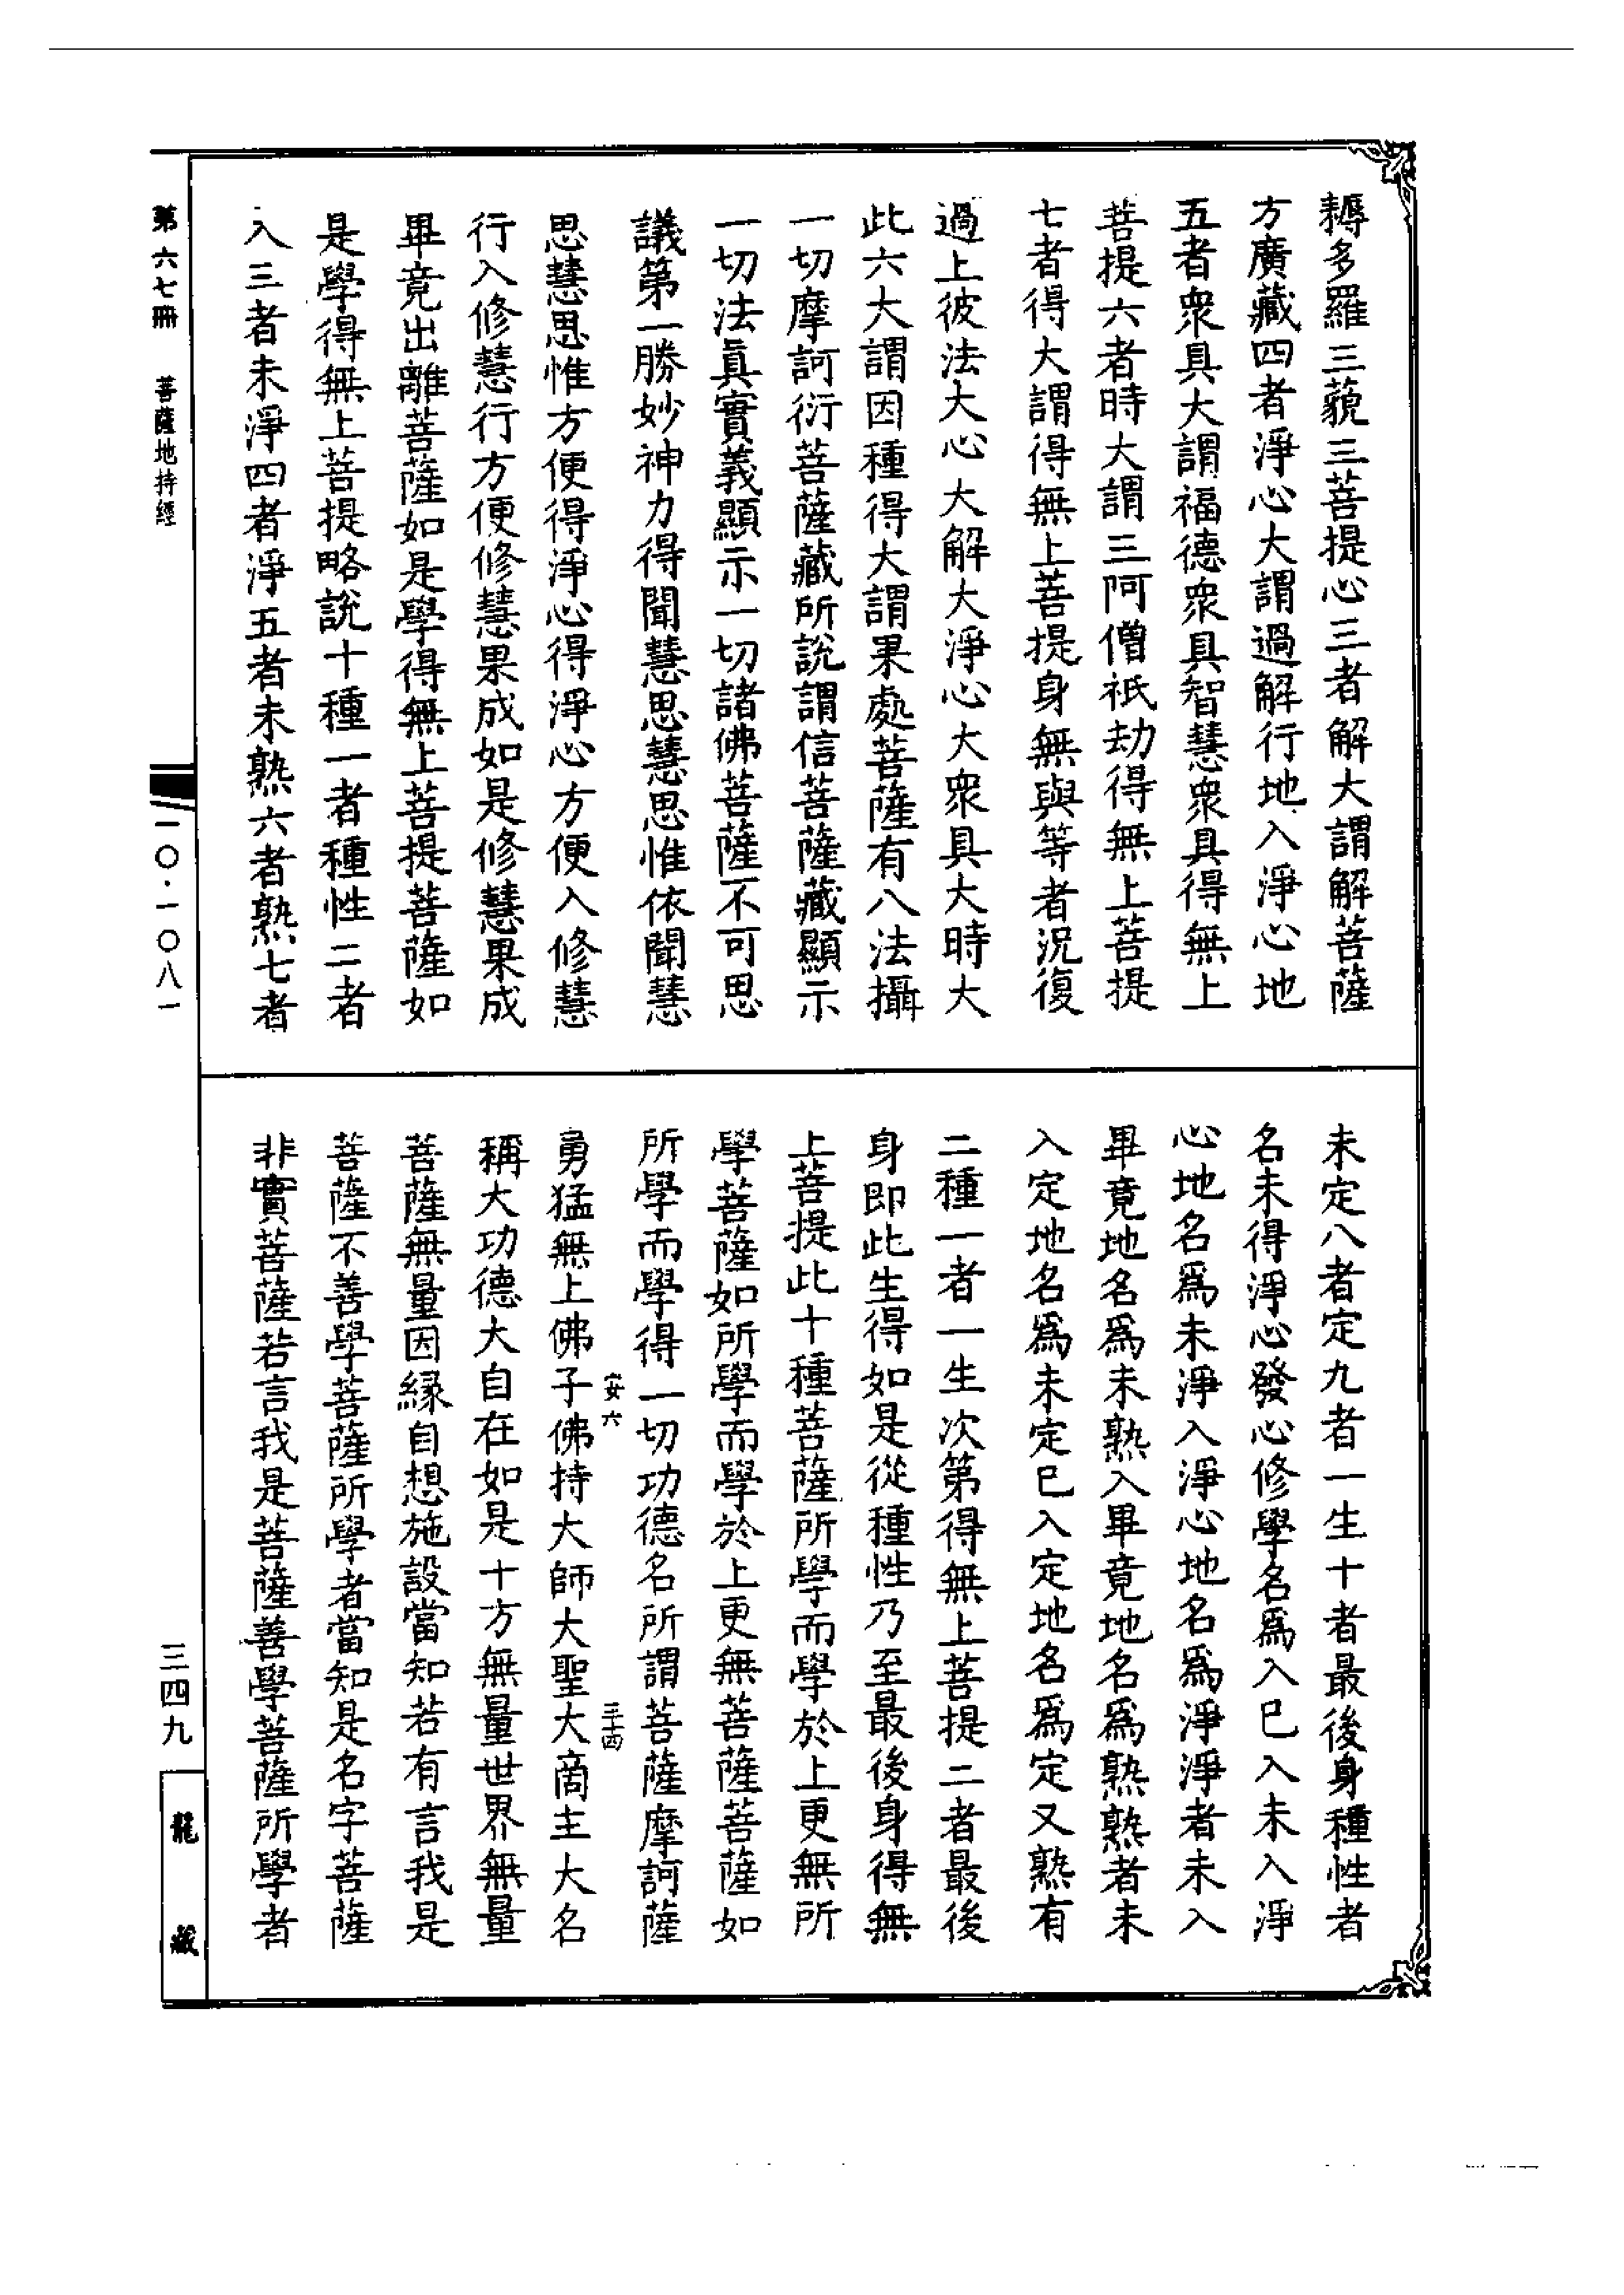 耨多羅三藐三菩提心三者解大謂解菩薩
方廣藏四者淨心大謂過解行地入淨心地
五者衆具大謂福德衆具智慧衆具得無上
菩提六者時大謂三阿僧祇劫得無上菩提
七者得大謂得無上菩提身無與等者況復
過上彼法大心大解大淨心大衆具大時大
此六大謂因種得大謂果處菩薩有八法攝
一切摩訶衍菩薩藏所說謂信菩薩藏顯示
一切法眞實義顯示一切諸佛菩薩不可思
議第一勝妙神力得聞慧思慧思惟依聞慧
思慧思惟方便得淨心得淨心方便入修慧
行入修慧行方便修慧果成如是修慧果成
畢竟出離菩薩如是學得無上菩提菩薩如
是學得無上菩提略說十種一者種性二者
入三者未淨四者淨五者未熟六者熟七者
未定八者定九者一生十者最後身種性者
名未得淨心發心修學名爲入巳入未入淨
心地名爲未淨入淨心地名爲淨淨者未入
畢竟地名爲未熟入畢竟地名爲熟熟者未
入定地名爲未定巳入定地名爲定又熟有
二種一者一生次第得無上菩提二者最後
身即此生得如是從種性乃至最後身得無
上菩提此十種菩薩所學而學於上更無所
學菩薩如所學而學於上更無菩薩菩薩如
所學而學得一切功德名所謂菩薩摩訶薩
安六
三十四
勇猛無上佛子佛持大師大聖大商主大名
稱大功德大自在如是十方無量世界無量
菩薩無量因緣自想施設當知若有言我是
菩薩不善學菩薩所學者當知是名字菩薩
非實菩薩若言我是菩薩善學菩薩所學者
第六七冊 菩薩地持經
一〇·一〇八一
三四九
龍藏